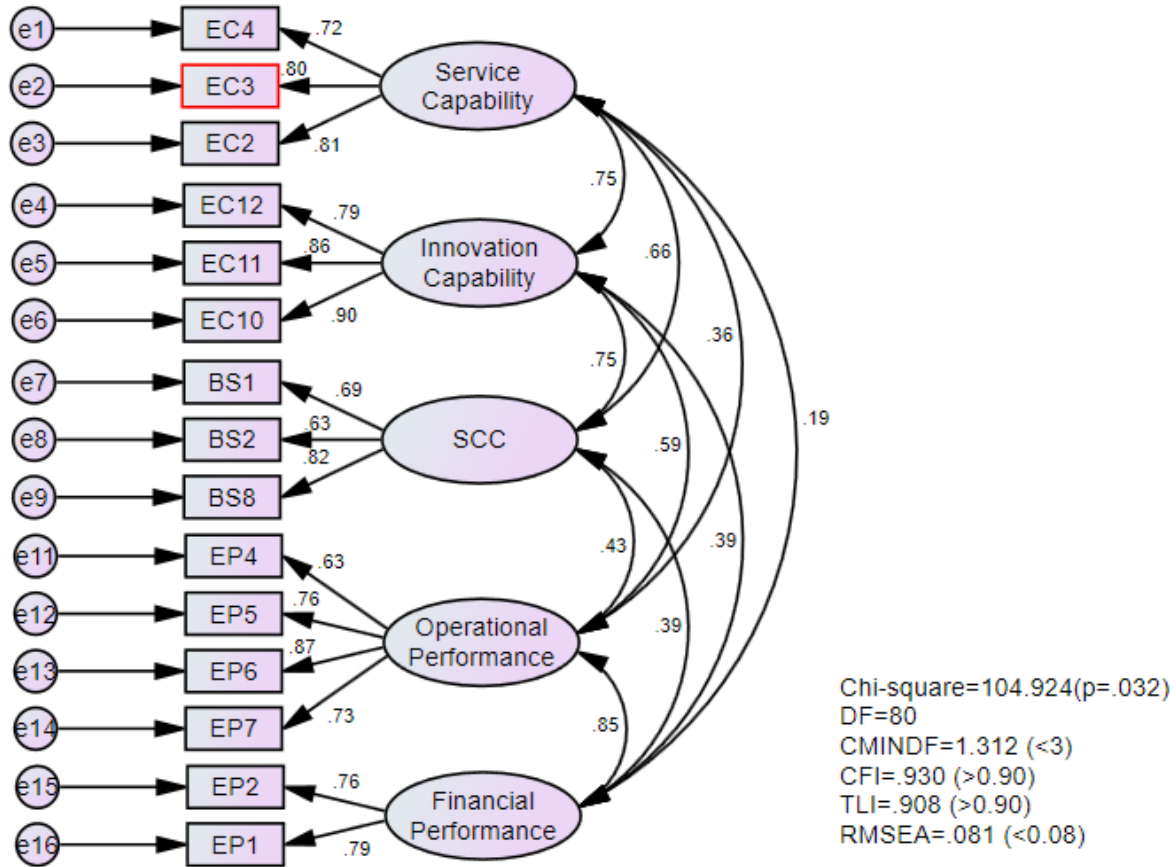 e1
EC4
.72
e2
EC3
.80
Service
Capability
e3
EC2
.81
.75
e4
EC12
.79
e5
EC11
.86
Innovation
Capability
.66
e6
EC10
.90
.36
e7
BS1
.69
.75
e8
BS2
.63
SCC
.59
.19
e9
BS8
.82
e11
EP4
.63
.43
.39
e12
EP5
.76
Operational
Performance
.39
e13
EP6
.87
e14
EP7
.73
.85
e15
EP2
.76
Financial
Performance
e16
EP1
.79
Chi-square=104.924(p=.032)
DF=80
CMINDF=1.312 (<3)
CFI=.930 (>0.90)
TLI=.908 (>0.90)
RMSEA=.081 (<0.08)